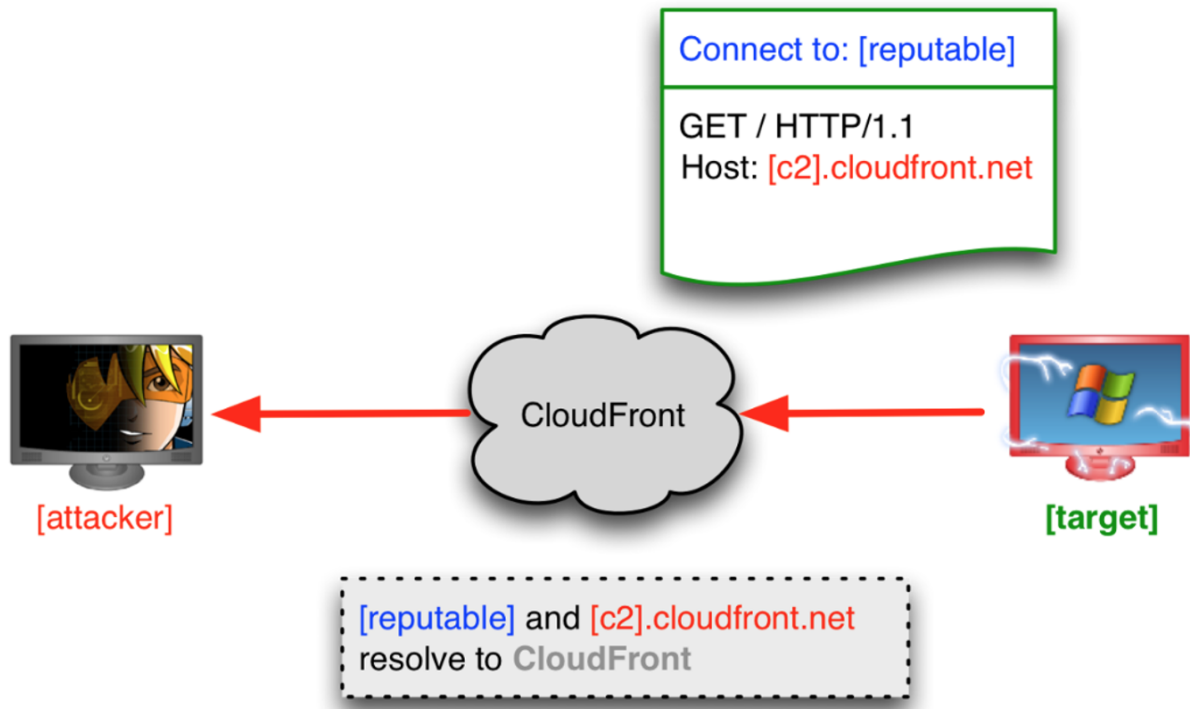 Connect to: [reputable]
GET / HTTP/1.1
Host: [c2].cloudfront.net
CloudFront
[attacker]
[target]
[reputable] and [c2].cloudfront.net
resolve to CloudFront